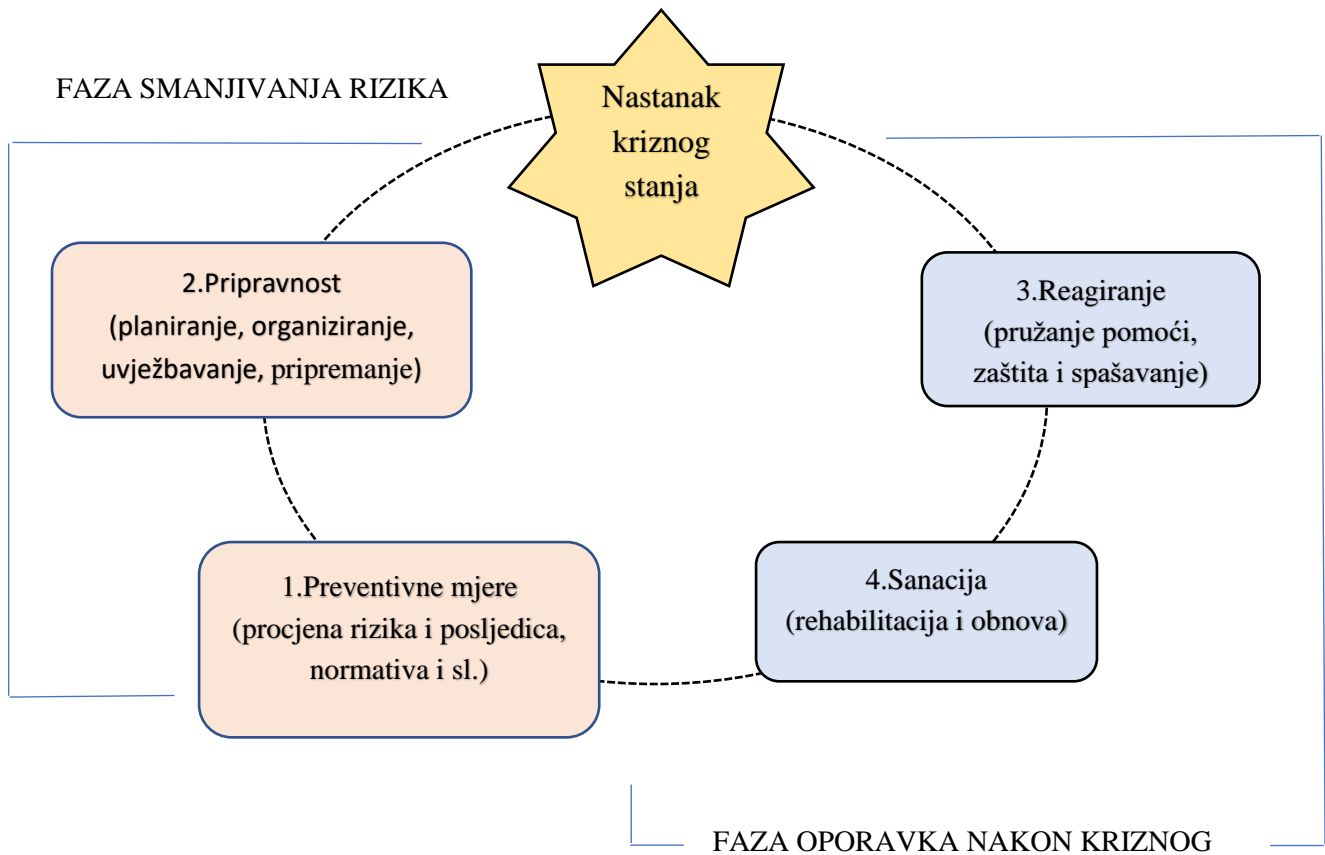 FAZA SMANJIVANJA RIZIKA
Nastanak
kriznog
stanja
2.Pripravnost
(planiranje, organiziranje,
uvježbavanje, pripremanje)
3.Reagiranje
(pružanje pomoći,
zaštita i spašavanje)
1.Preventivne mjere
(procjena rizika i posljedica,
normativa i sl.)
4.Sanacija
(rehabilitacija i obnova)
FAZA OPORAVKA NAKON KRIZNOG